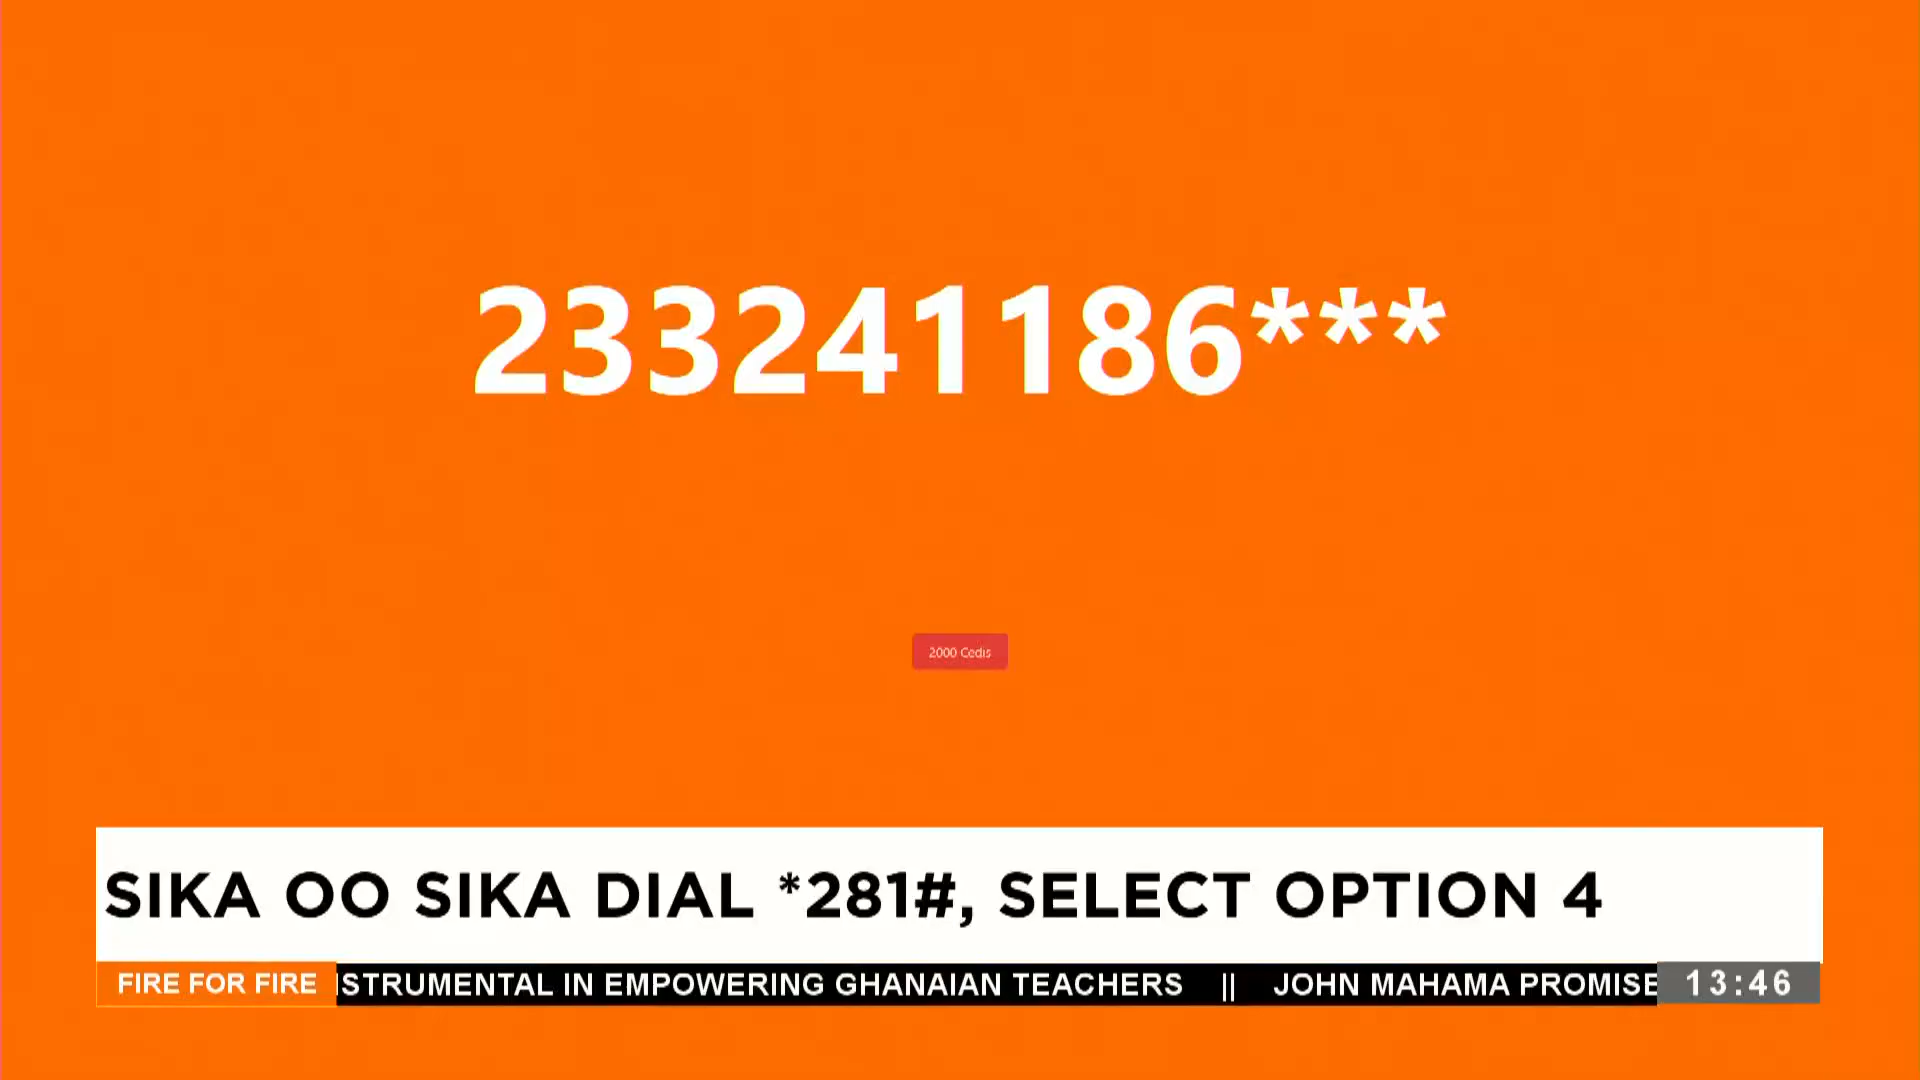 233241186***
2000 Cedis
SIKA OO SIKA DIAL *281#, SELECT OPTION 4
FIRE FOR FIRE
STRUMENTAL IN EMPOWERING GHANAIAN TEACHERS || JOHN MAHAMA PROMISE
13:46